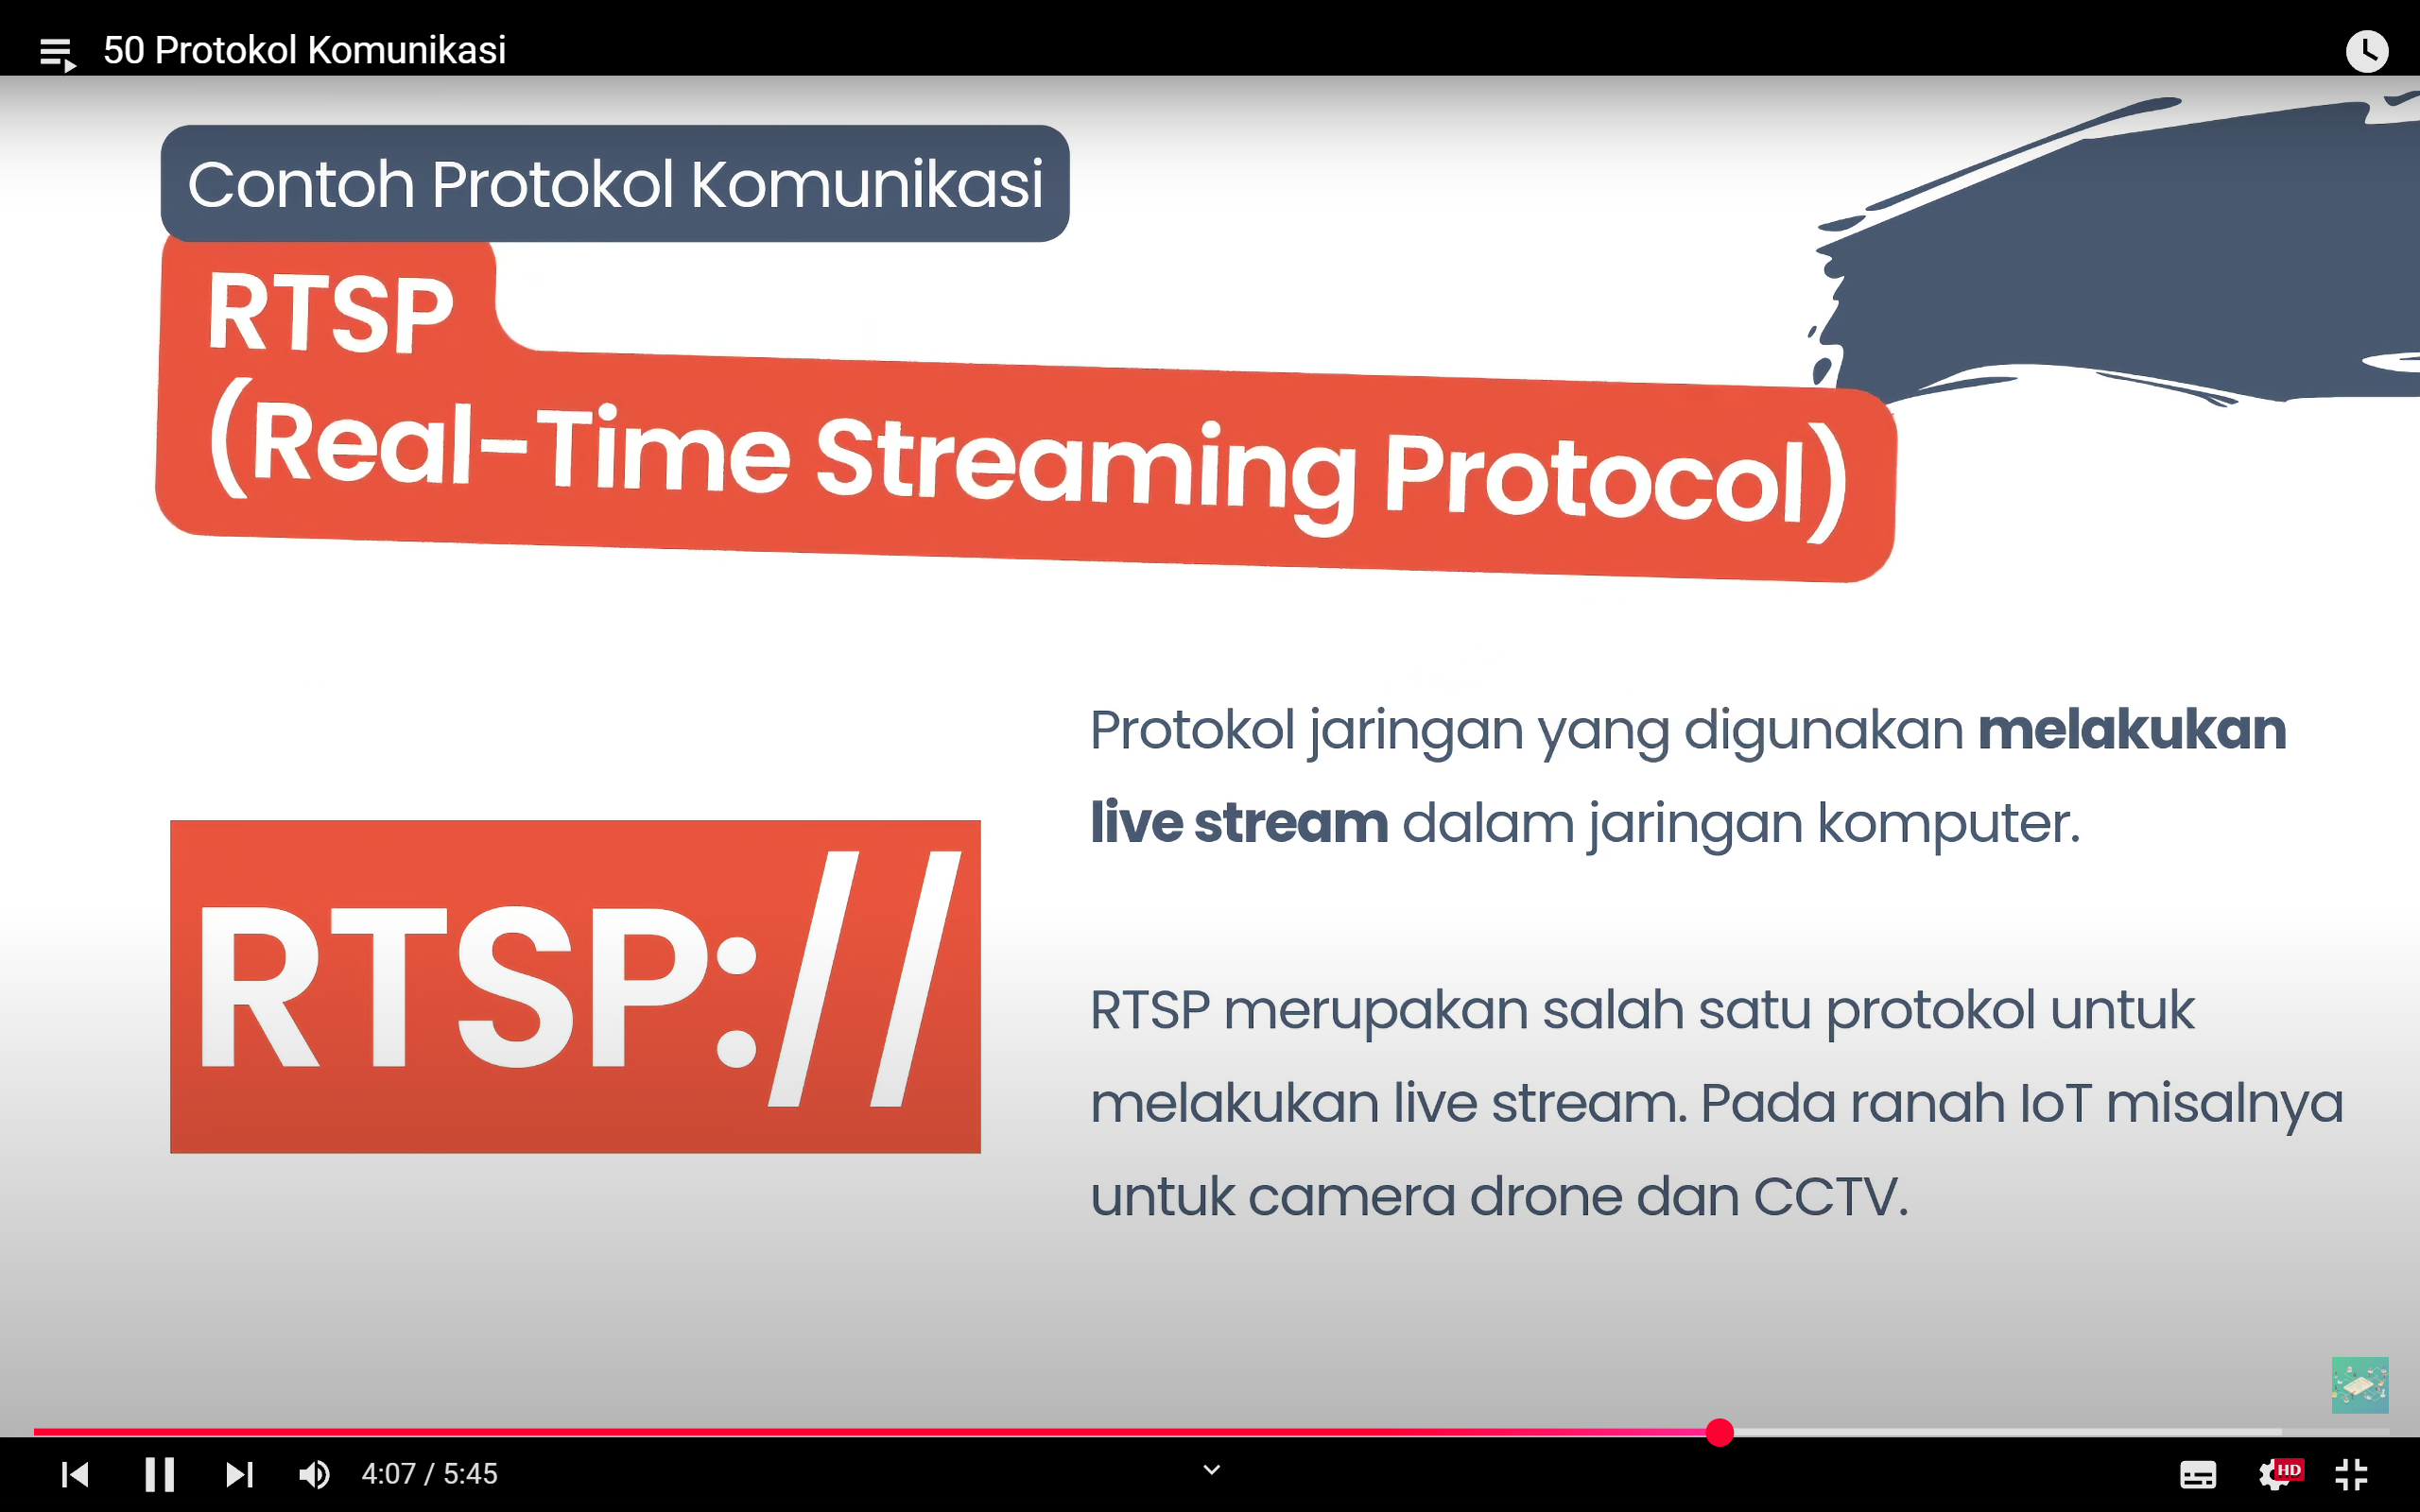 50 Protokol Komunikasi
Contoh Protokol Komunikasi
RTSP
(Real-Time Streaming Protocol)
RTSP://
Protokol jaringan yang digunakan melakukan
live stream dalam jaringan komputer.
RTSP merupakan salah satu protokol untuk
melakukan live stream. Pada ranah IoT misalnya
untuk camera drone dan CCTV.
4:07 / 5:45
HD